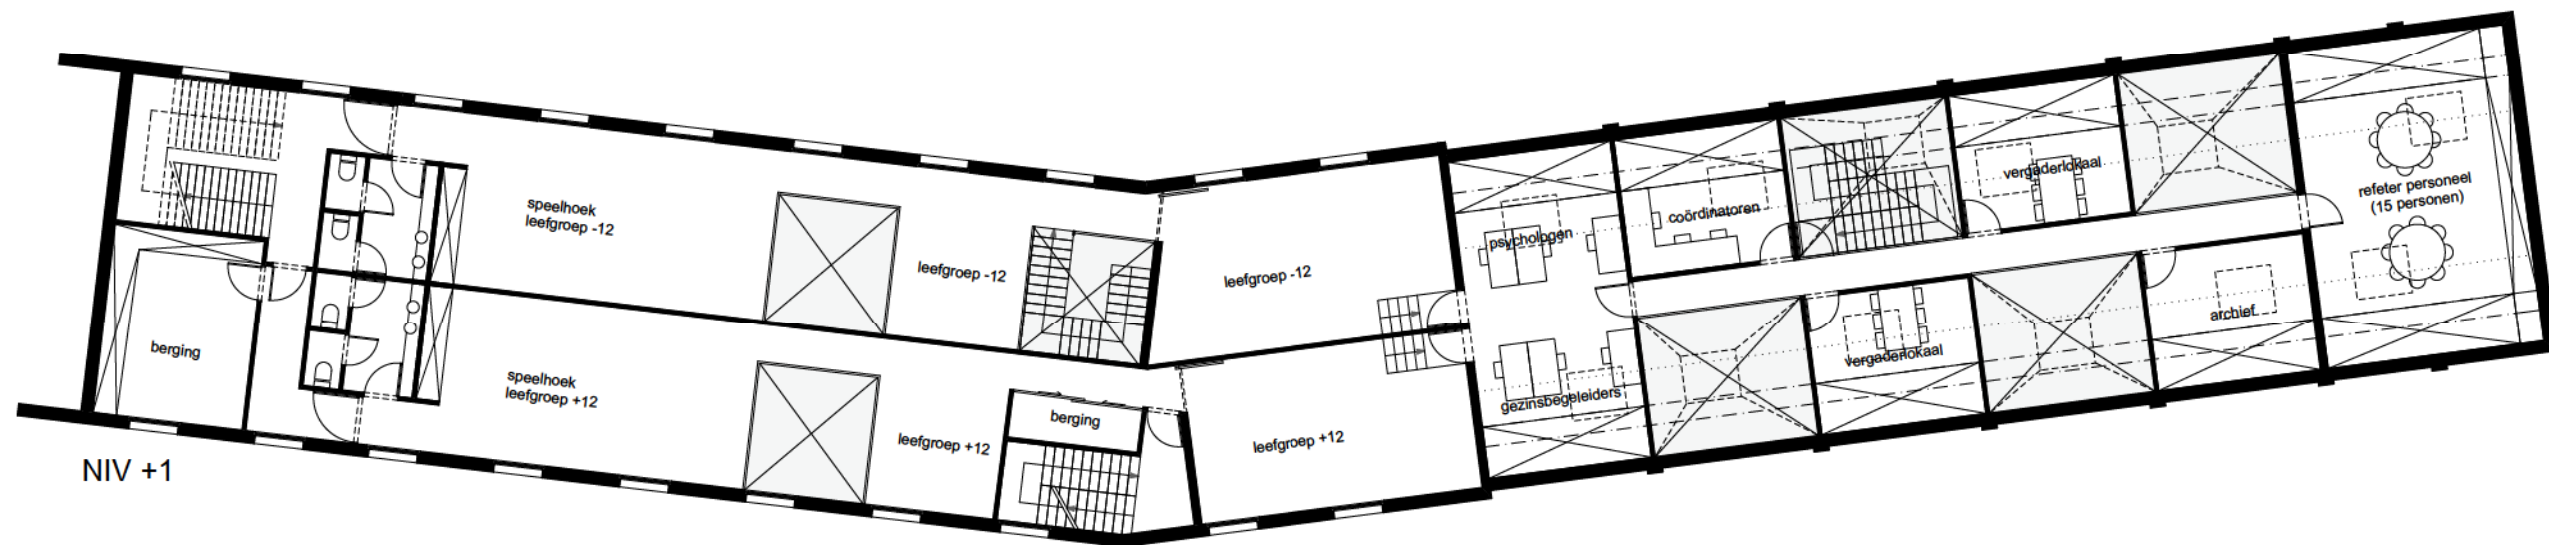 speelhoek
leefgroep -12
leefgroep -12
leefgroep -12
psychologen
coördinatoren
vergaderlokaal
refeter personeel
(15 personen)
berging
speelhoek
leefgroep +12
leefgroep +12
berging
leefgroep +12
gezinsbegeleiders
vergaderlokaal
archief
NIV +1